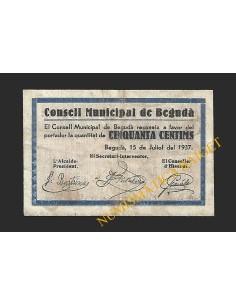 Consell Municipal de Begudà
El Consell Municipal de Begudà reconeix a favor del
portador la quantitat de CINQUANTA CENTIMS
Begudà, 15 de Juliol de 1937.
L'Alcalde-
President,
El Secretari-Interventor,
El Conseller
d'Hisenda,
NUMISMATICA